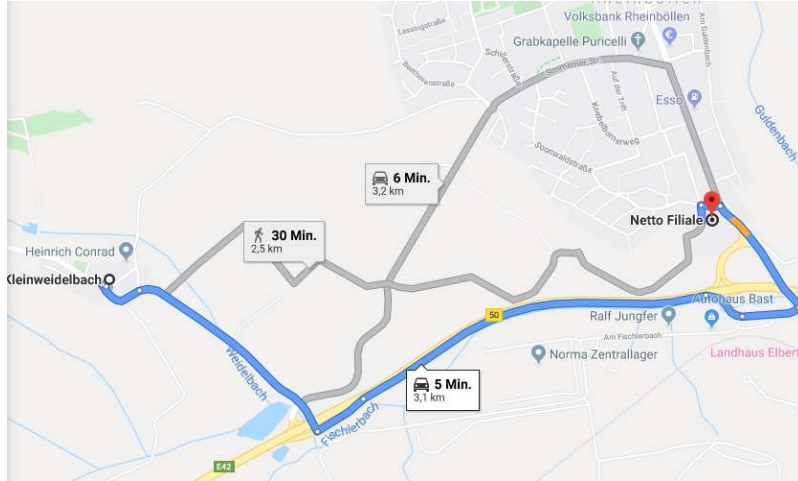 Rheinböllen
Volksbank Rheinböllen
Am Guldenbach
Lessingstraße
Grabkapelle Puricelli
Schillerstraße
Beethovenstraße
Simmerner Str.
Auf der Trift
Esso
Guldenbach
Knebelbornerweg
Soonwaldstraße
6 Min.
3,2 km
Netto Filiale
30 Min.
2,5 km
Heinrich Conrad
Kleinweidelbach
50
Autohaus Bast
Ralf Jungfer
Am Fischlerbach
Weidelbach
Norma Zentrallager
Landhaus Elbert
5 Min.
3,1 km
Fischlerbach
E42